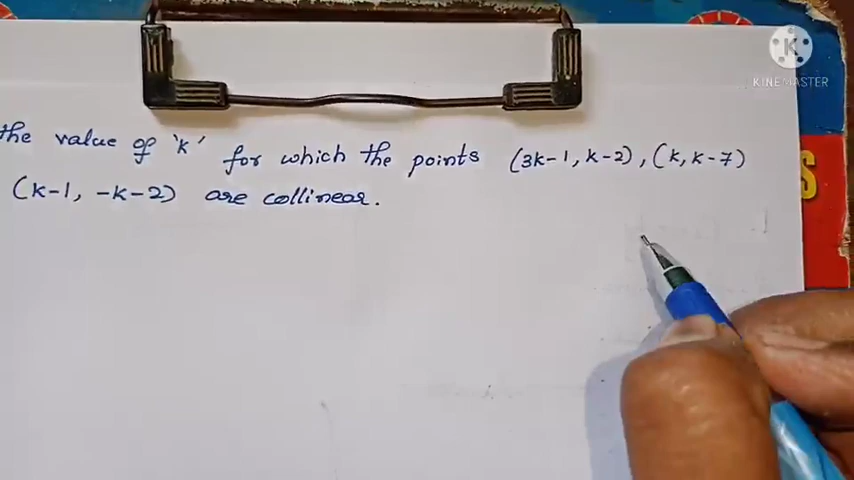 the value of 'k' for which the points (3k-1, k-2), (k, k-7)
(k-1, -k-2) are collinear.
KINEMASTER